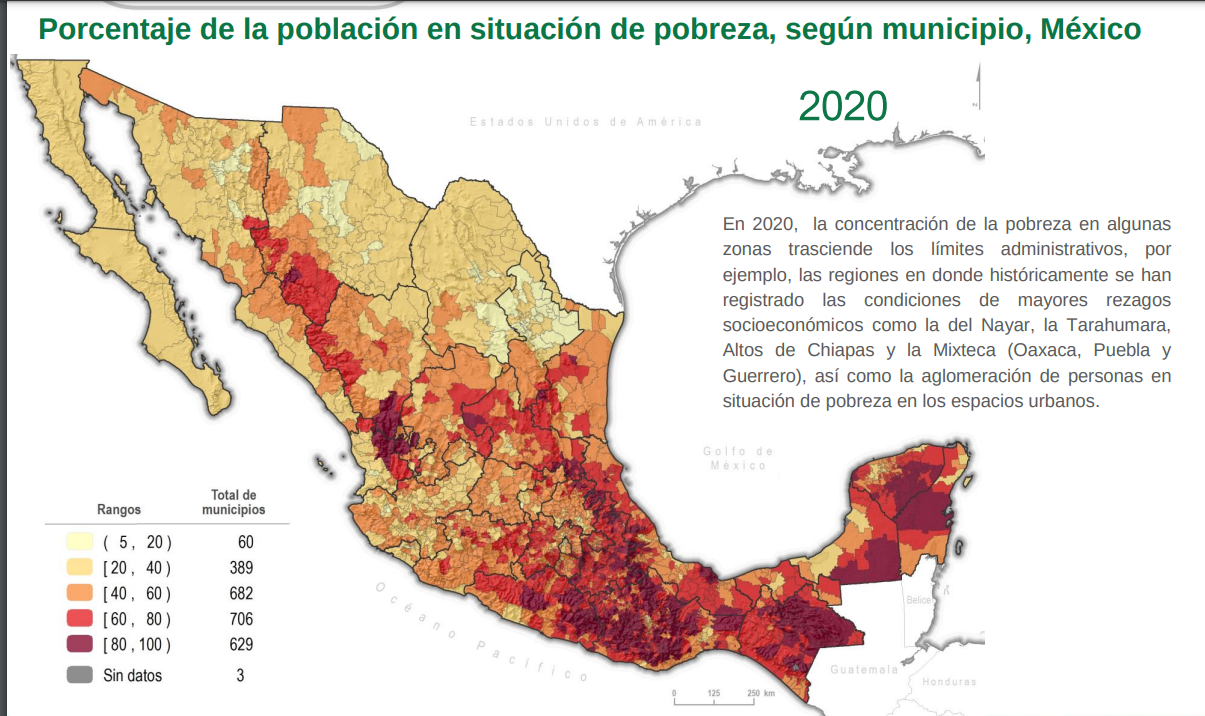 Porcentaje de la población en situación de pobreza, según municipio, México
2020
Estados Unidos de América
En 2020, la concentración de la pobreza en algunas
zonas trasciende los límites administrativos, por
ejemplo, las regiones en donde históricamente se han
registrado las condiciones de mayores rezagos
socioeconómicos como la del Nayar, la Tarahumara,
Altos de Chiapas y la Mixteca (Oaxaca, Puebla y
Guerrero), así como la aglomeración de personas en
situación de pobreza en los espacios urbanos.
Golfo de
México
Rangos Total de municipios
( 5 , 20 ) 60
[ 20 , 40 ) 389
[ 40 , 60 ) 682
[ 60 , 80 ) 706
[ 80 , 100 ) 629
Sin datos 3
Océano Pacífico
Belice
Guatemala
Honduras
0 125 250 km